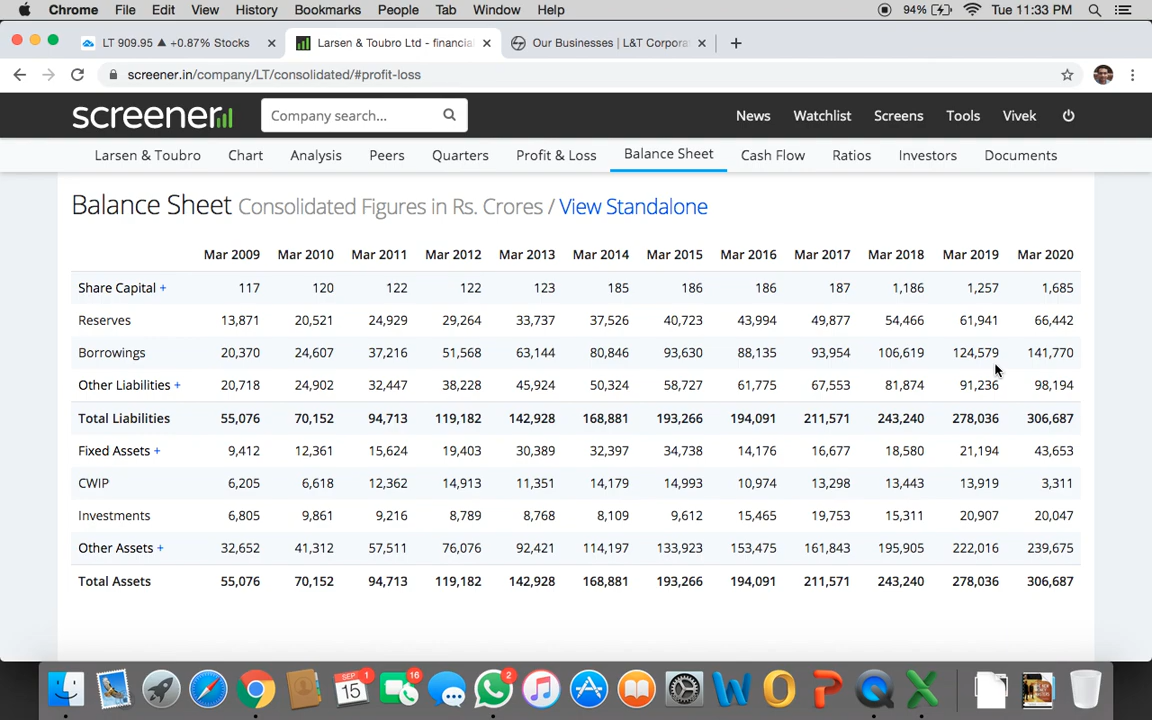 Chrome File Edit View History Bookmarks People Tab Window Help 94% Tue 11:33 PM
LT 909.95 ▲ +0.87% Stocks × Larsen & Toubro Ltd - financia × Our Businesses | L&T Corpora × +
screener.in/company/LT/consolidated/#profit-loss
screener Company search... News Watchlist Screens Tools Vivek
Larsen & Toubro Chart Analysis Peers Quarters Profit & Loss Balance Sheet Cash Flow Ratios Investors Documents
Balance Sheet Consolidated Figures in Rs. Crores / View Standalone
Mar 2009 Mar 2010 Mar 2011 Mar 2012 Mar 2013 Mar 2014 Mar 2015 Mar 2016 Mar 2017 Mar 2018 Mar 2019 Mar 2020
Share Capital + 117 120 122 122 123 185 186 186 187 1,186 1,257 1,685
Reserves 13,871 20,521 24,929 29,264 33,737 37,526 40,723 43,994 49,877 54,466 61,941 66,442
Borrowings 20,370 24,607 37,216 51,568 63,144 80,846 93,630 88,135 93,954 106,619 124,579 141,770
Other Liabilities + 20,718 24,902 32,447 38,228 45,924 50,324 58,727 61,775 67,553 81,874 91,236 98,194
Total Liabilities 55,076 70,152 94,713 119,182 142,928 168,881 193,266 194,091 211,571 243,240 278,036 306,687
Fixed Assets + 9,412 12,361 15,624 19,403 30,389 32,397 34,738 14,176 16,677 18,580 21,194 43,653
CWIP 6,205 6,618 12,362 14,913 11,351 14,179 14,993 10,974 13,298 13,443 13,919 3,311
Investments 6,805 9,861 9,216 8,789 8,768 8,109 9,612 15,465 19,753 15,311 20,907 20,047
Other Assets + 32,652 41,312 57,511 76,076 92,421 114,197 133,923 153,475 161,843 195,905 222,016 239,675
Total Assets 55,076 70,152 94,713 119,182 142,928 168,881 193,266 194,091 211,571 243,240 278,036 306,687
SEP 1 16 2
15